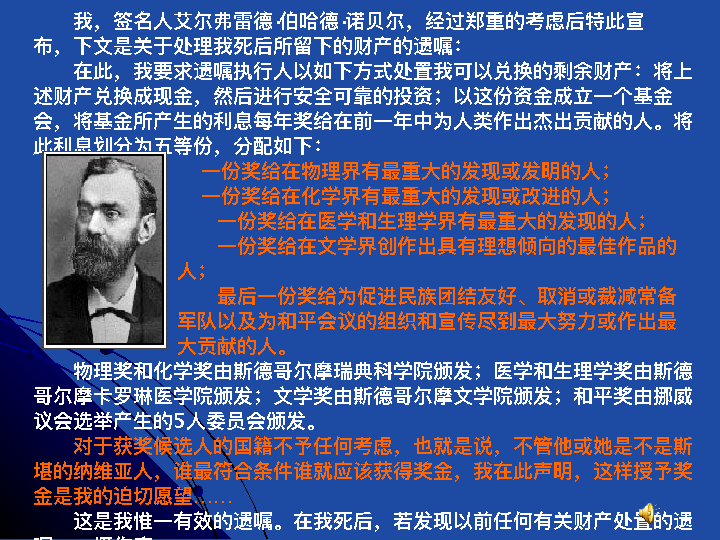 我，签名人艾尔弗雷德·伯哈德·诺贝尔，经过郑重的考虑后特此宣
布，下文是关于处理我死后所留下的财产的遗嘱：
在此，我要求遗嘱执行人以如下方式处置我可以兑换的剩余财产：将上
述财产兑换成现金，然后进行安全可靠的投资；以这份资金成立一个基金
会，将基金所产生的利息每年奖给在前一年中为人类作出杰出贡献的人。将
此利息划分为五等份，分配如下：
一份奖给在物理界有最重大的发现或发明的人；
一份奖给在化学界有最重大的发现或改进的人；
一份奖给在医学和生理学界有最重大的发现的人；
一份奖给在文学界创作出具有理想倾向的最佳作品的
人；
最后一份奖给为促进民族团结友好、取消或裁减常备
军队以及为和平会议的组织和宣传尽到最大努力或作出最
大贡献的人。
物理奖和化学奖由斯德哥尔摩瑞典科学院颁发；医学和生理学奖由斯德
哥尔摩卡罗琳医学院颁发；文学奖由斯德哥尔摩文学院颁发；和平奖由挪威
议会选举产生的5人委员会颁发。
对于获奖候选人的国籍不予任何考虑，也就是说，不管他或她是不是斯
堪的纳维亚人，谁最符合条件谁就应该获得奖金，我在此声明，这样授予奖
金是我的迫切愿望……
这是我惟一有效的遗嘱。在我死后，若发现以前任何有关财产处置的遗